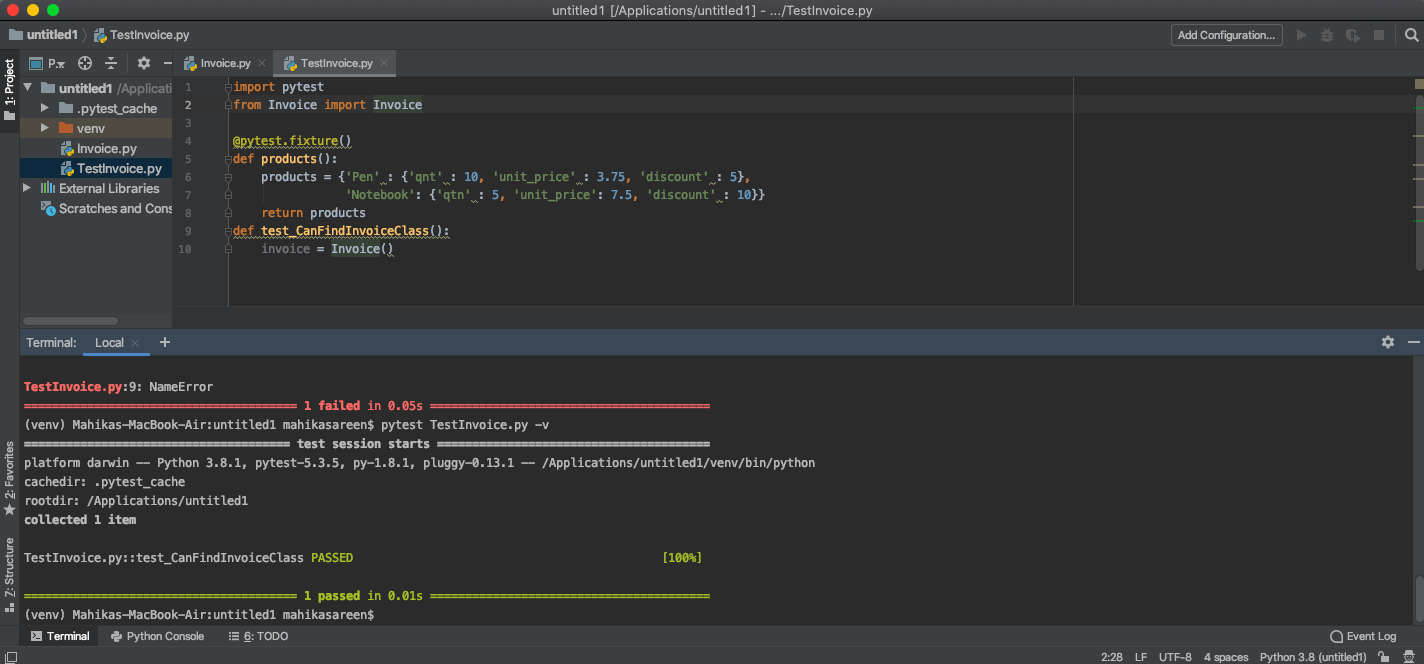 untitled1 [/Applications/untitled1] - .../TestInvoice.py
untitled1 TestInvoice.py
Add Configuration...
1: Project
P..
Invoice.py
TestInvoice.py
untitled1 /Applicati
.pytest_cache
venv
Invoice.py
TestInvoice.py
External Libraries
Scratches and Cons
1 import pytest
2 from Invoice import Invoice
3
4 @pytest.fixture()
5 def products():
6 products = {'Pen' : {'qnt' : 10, 'unit_price' : 3.75, 'discount' : 5},
7 'Notebook': {'qtn' : 5, 'unit_price': 7.5, 'discount' : 10}}
8 return products
9 def test_CanFindInvoiceClass():
10 invoice = Invoice()
Terminal: Local +
TestInvoice.py:9: NameError
======================================= 1 failed in 0.05s ========================================
(venv) Mahikas-MacBook-Air:untitled1 mahikasareen$ pytest TestInvoice.py -v
====================================== test session starts =======================================
platform darwin -- Python 3.8.1, pytest-5.3.5, py-1.8.1, pluggy-0.13.1 -- /Applications/untitled1/venv/bin/python
cachedir: .pytest_cache
rootdir: /Applications/untitled1
collected 1 item
TestInvoice.py::test_CanFindInvoiceClass PASSED [100%]
======================================= 1 passed in 0.01s ========================================
(venv) Mahikas-MacBook-Air:untitled1 mahikasareen$
2: Favorites
Z: Structure
Terminal
Python Console
6: TODO
Event Log
2:28 LF UTF-8 4 spaces Python 3.8 (untitled1)